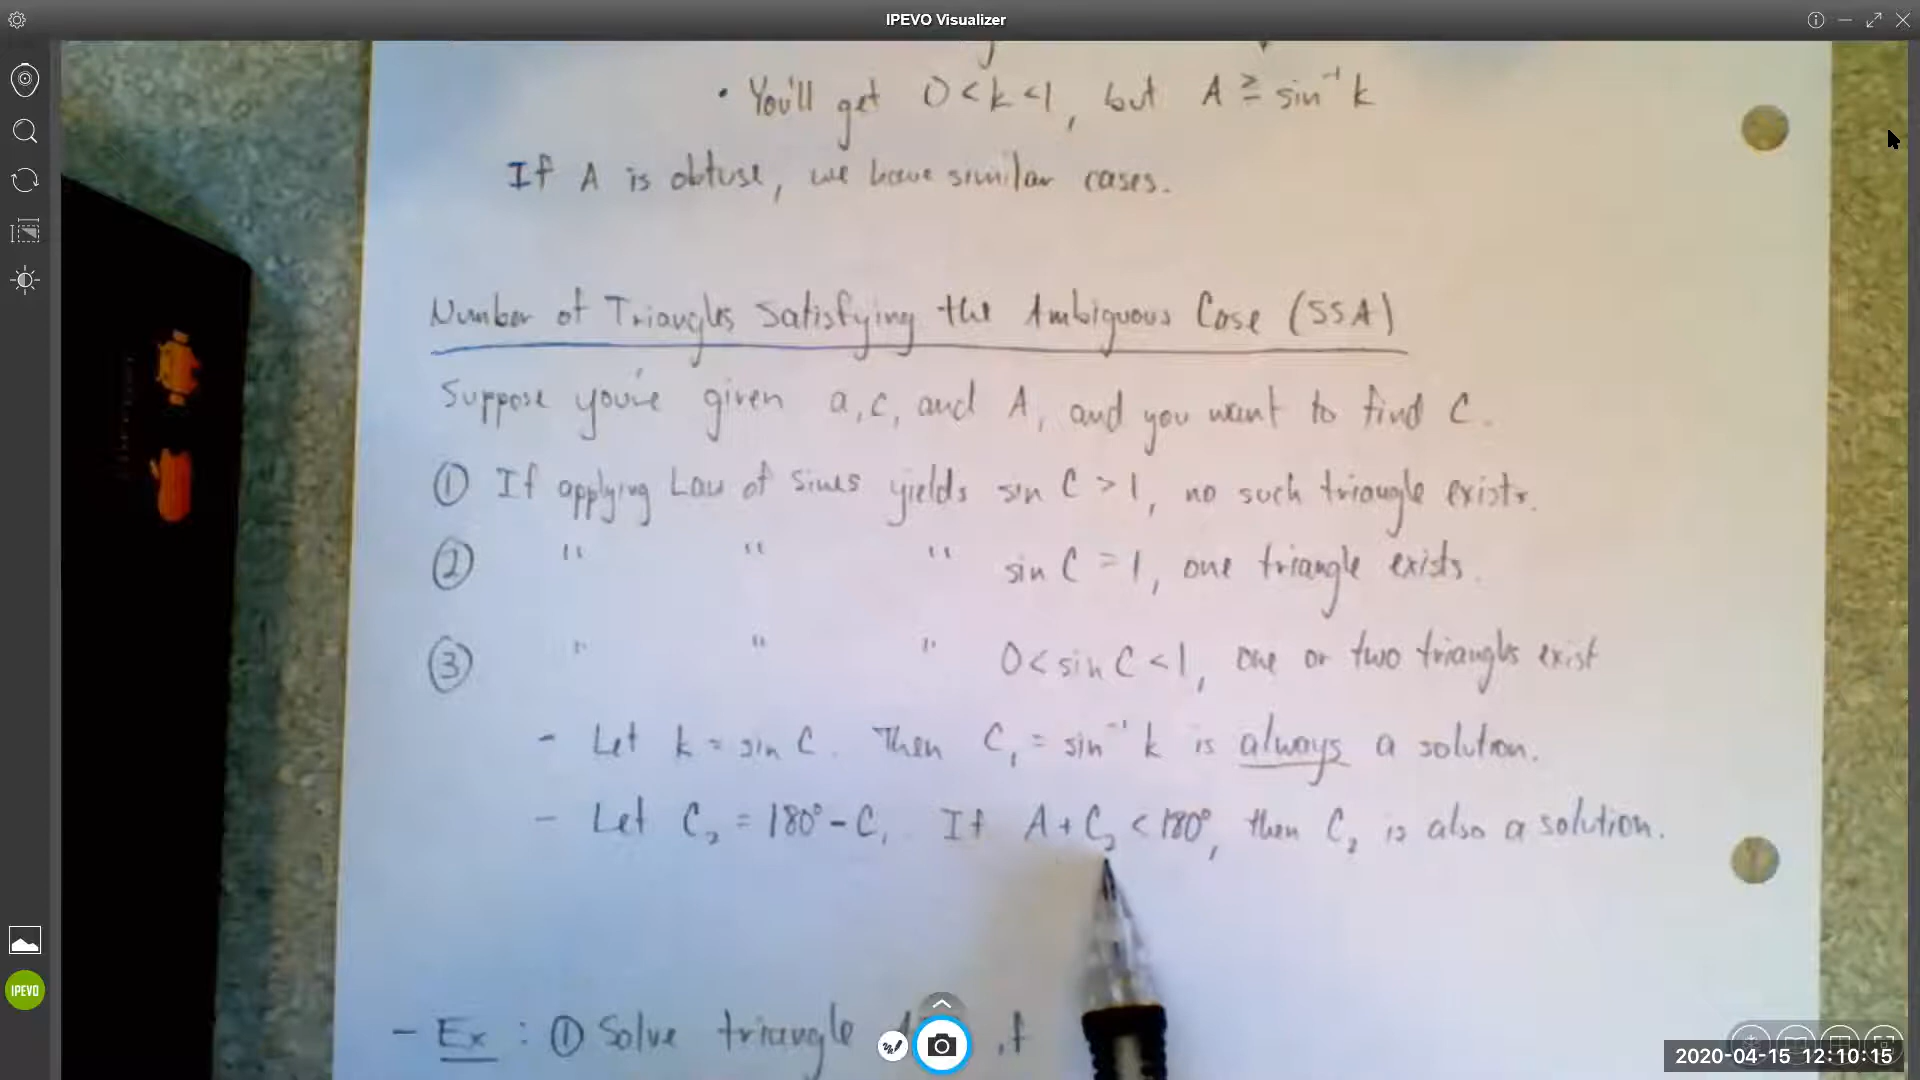 IPEVO Visualizer
• You'll get 0 < k < 1, but A ≥ sin⁻¹ k
If A is obtuse, we have similar cases.
Number of Triangles Satisfying the Ambiguous Case (SSA)
Suppose you're given a, c, and A, and you want to find C.
① If applying Law of Sines yields sin C > 1, no such triangle exists.
② " " " sin C = 1, one triangle exists.
③ " " " 0 < sin C < 1, one or two triangles exist
- Let k = sin C. Then C₁ = sin⁻¹ k is always a solution.
- Let C₂ = 180° - C₁. If A + C₂ < 180°, then C₂ is also a solution.
- Ex: ① Solve triangle
IPEVO
2020-04-15 12:10:15